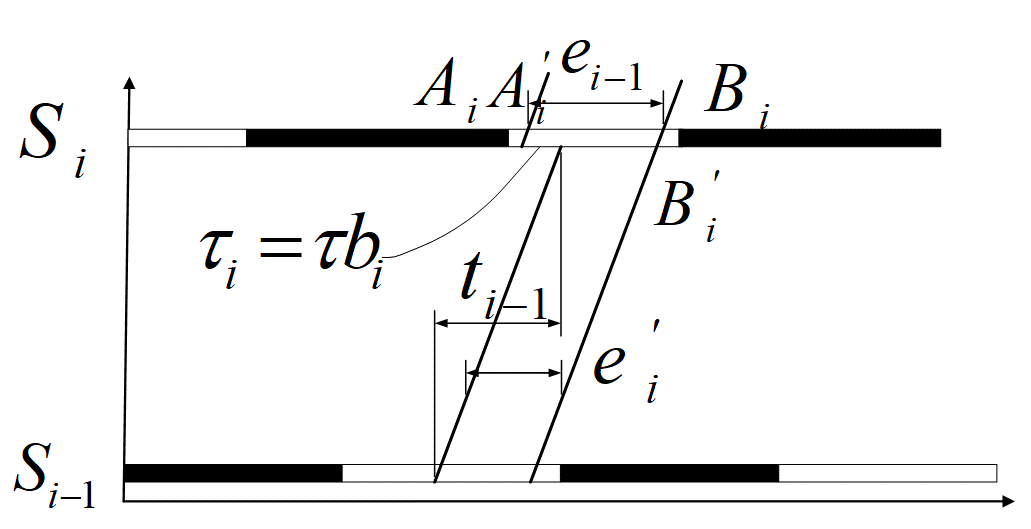 A_i A_i' e_{i-1} B_i
S_i
B_i'
τ_i = τb_i
t_{i-1}
e_i'
S_{i-1}